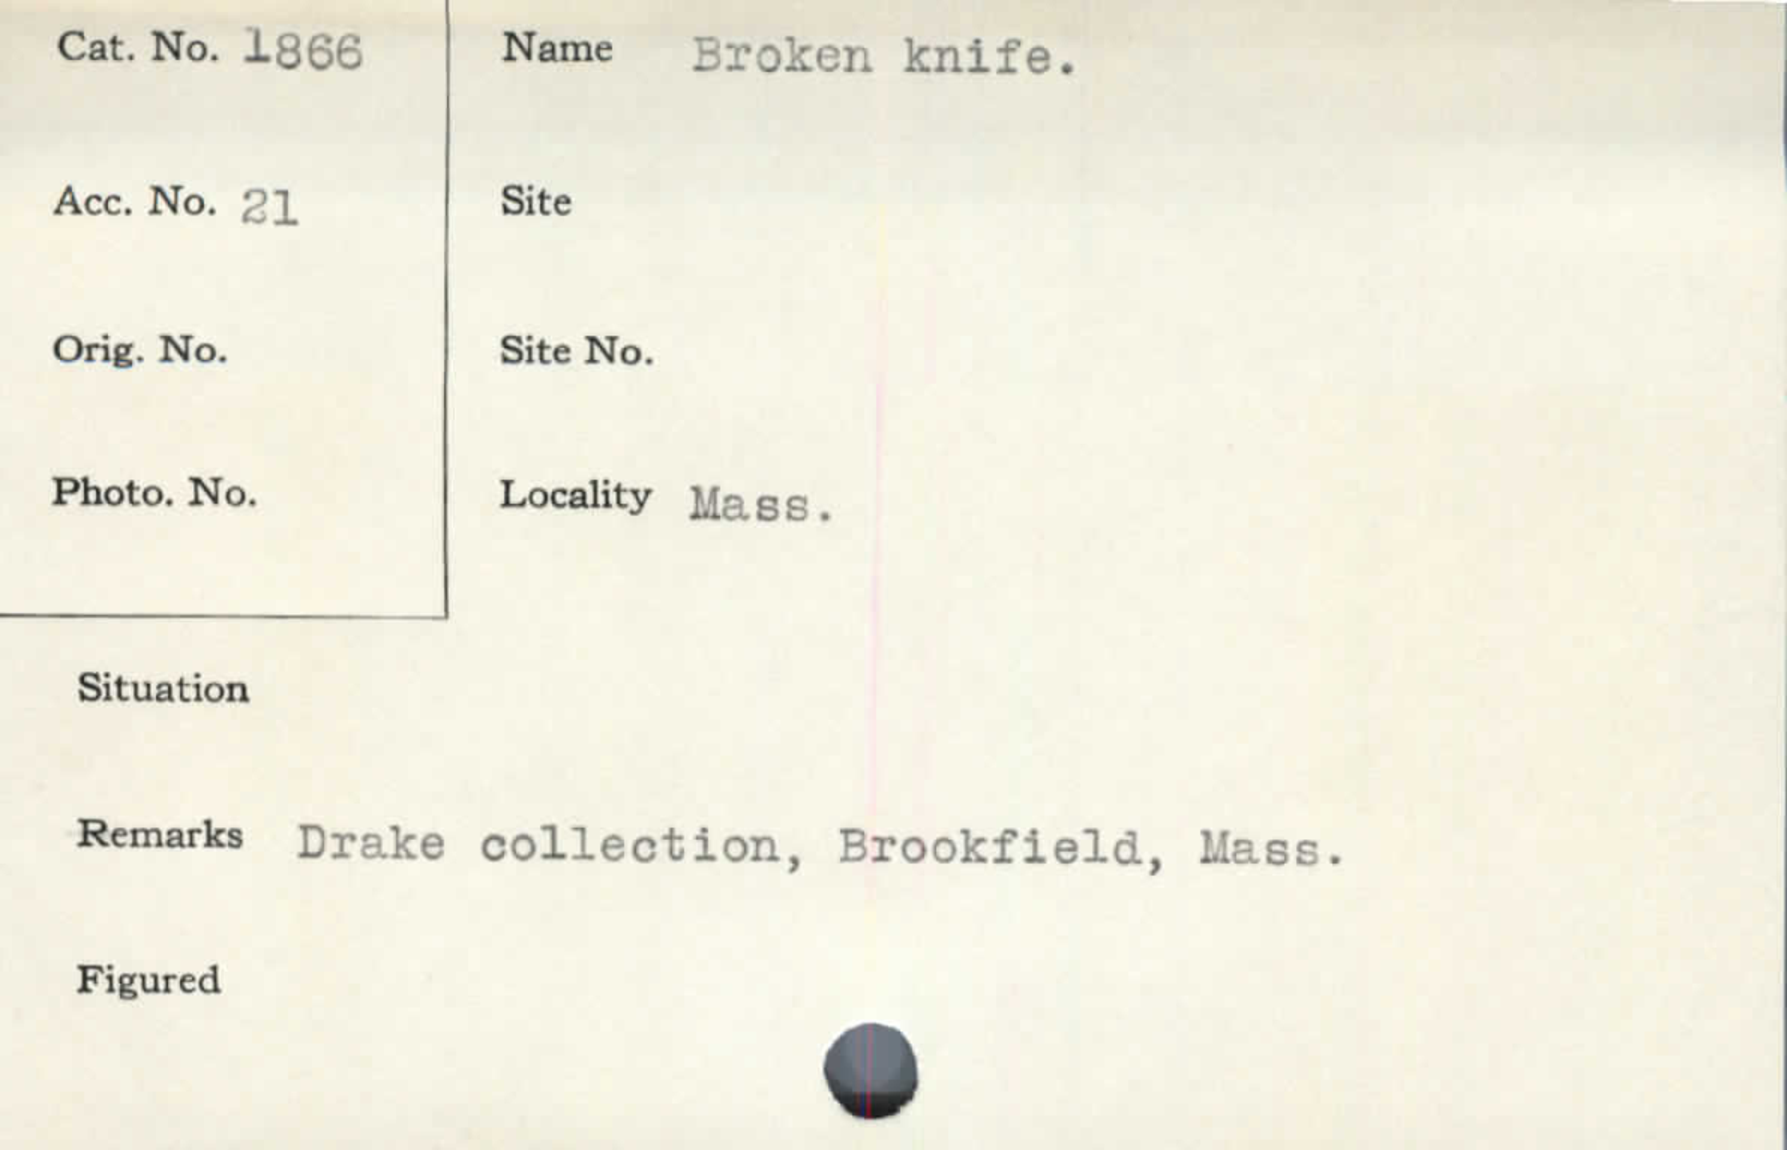 Cat. No. 1866
Name Broken knife.
Acc. No. 21
Site
Orig. No.
Site No.
Photo. No.
Locality Mass.
Situation
Remarks Drake collection, Brookfield, Mass.
Figured